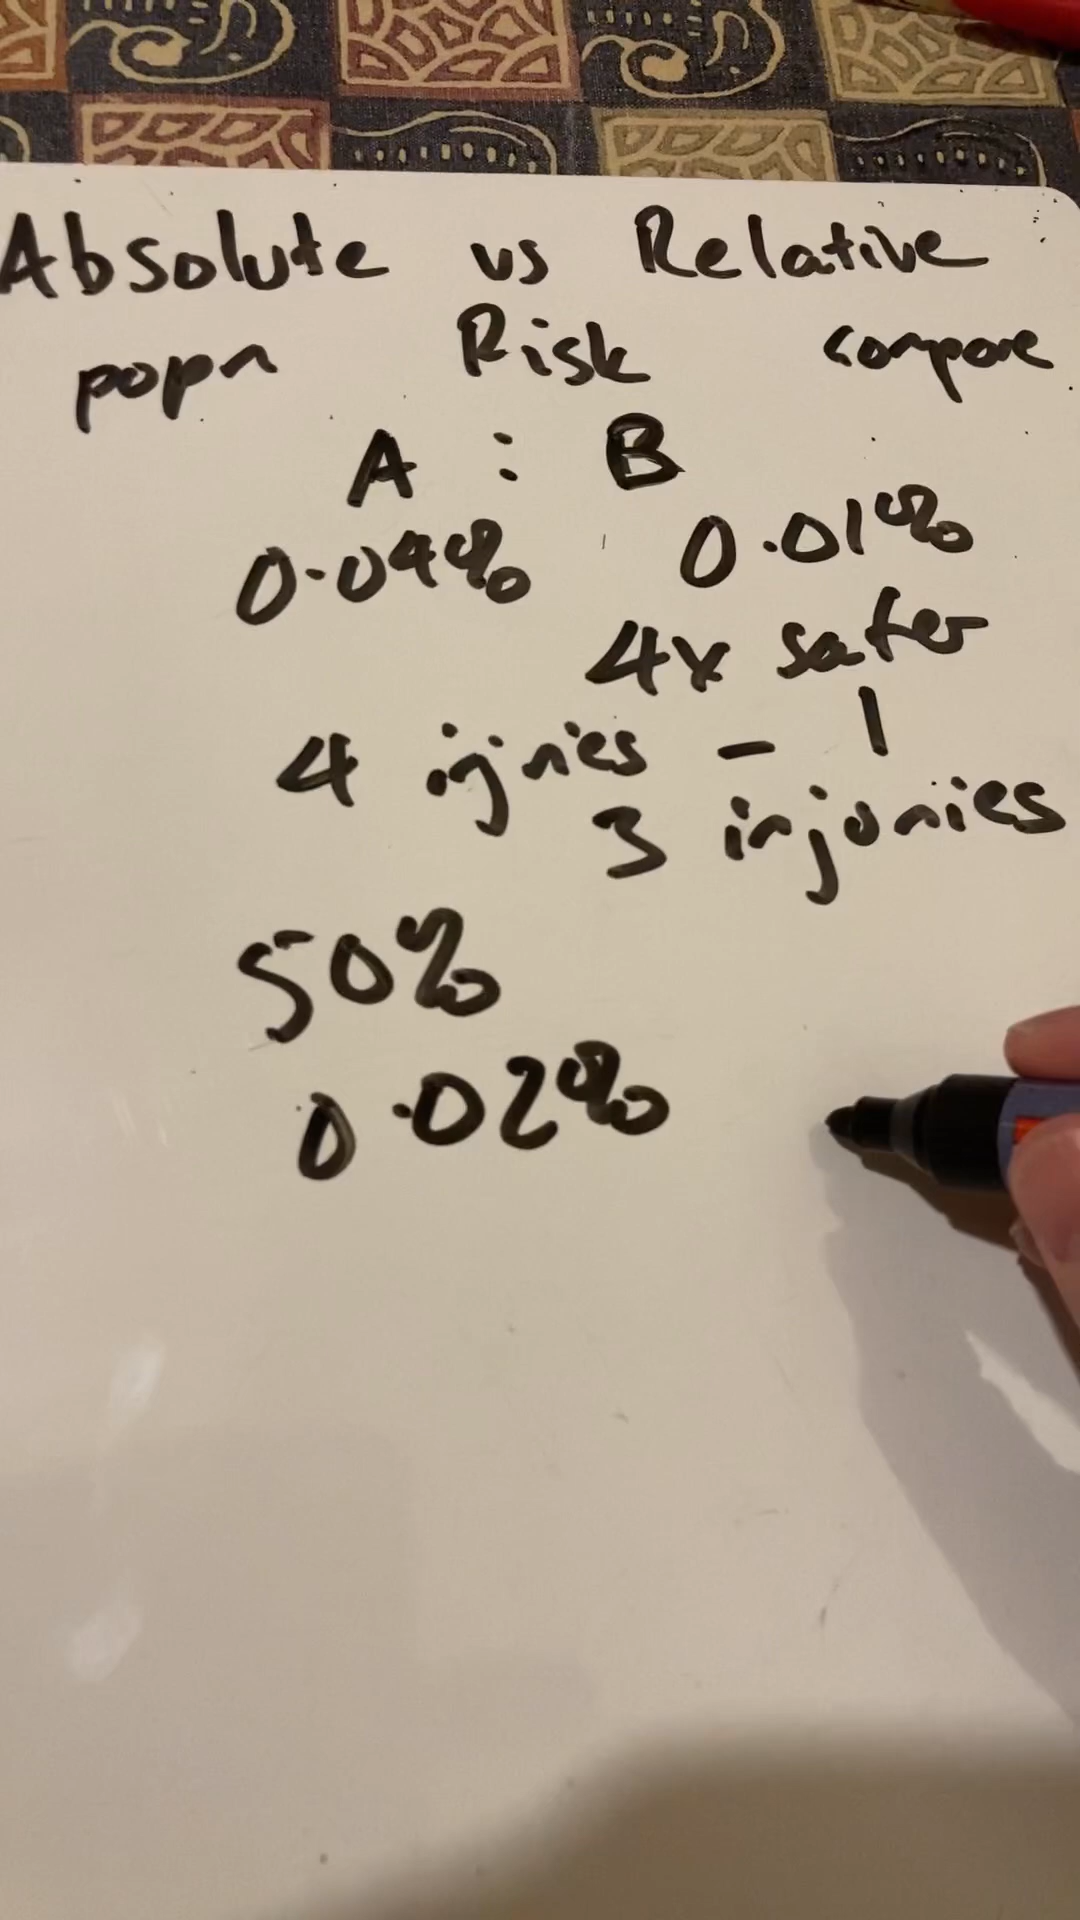 Absolute vs Relative
popn Risk compare
A : B
0.04% 0.01%
4x safer
4 injries - 1
3 injuries
50%
0.02%